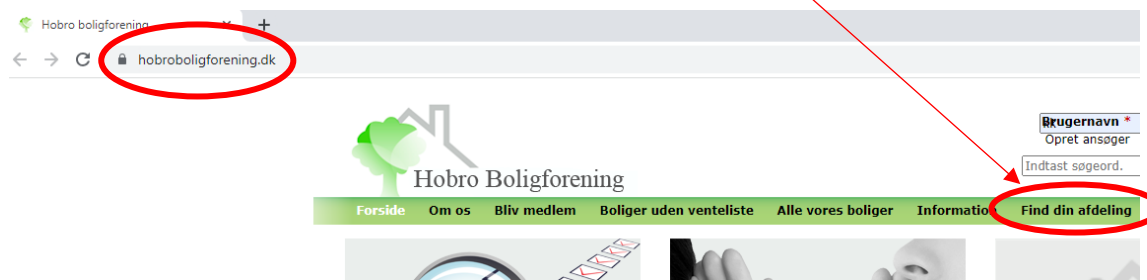 Hobro boligforening
hobroboligforening.dk
Brugernavn *
Opret ansøger
Indtast søgeord.
Hobro Boligforening
Forside Om os Bliv medlem Boliger uden venteliste Alle vores boliger Information Find din afdeling